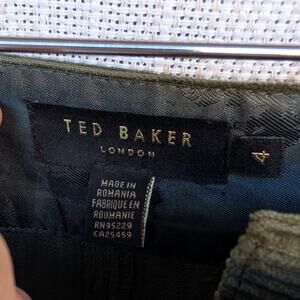 TED BAKER
LONDON
4
MADE IN
ROMANIA
FABRIQUE EN
ROUMANIE
RN95229
CA25459